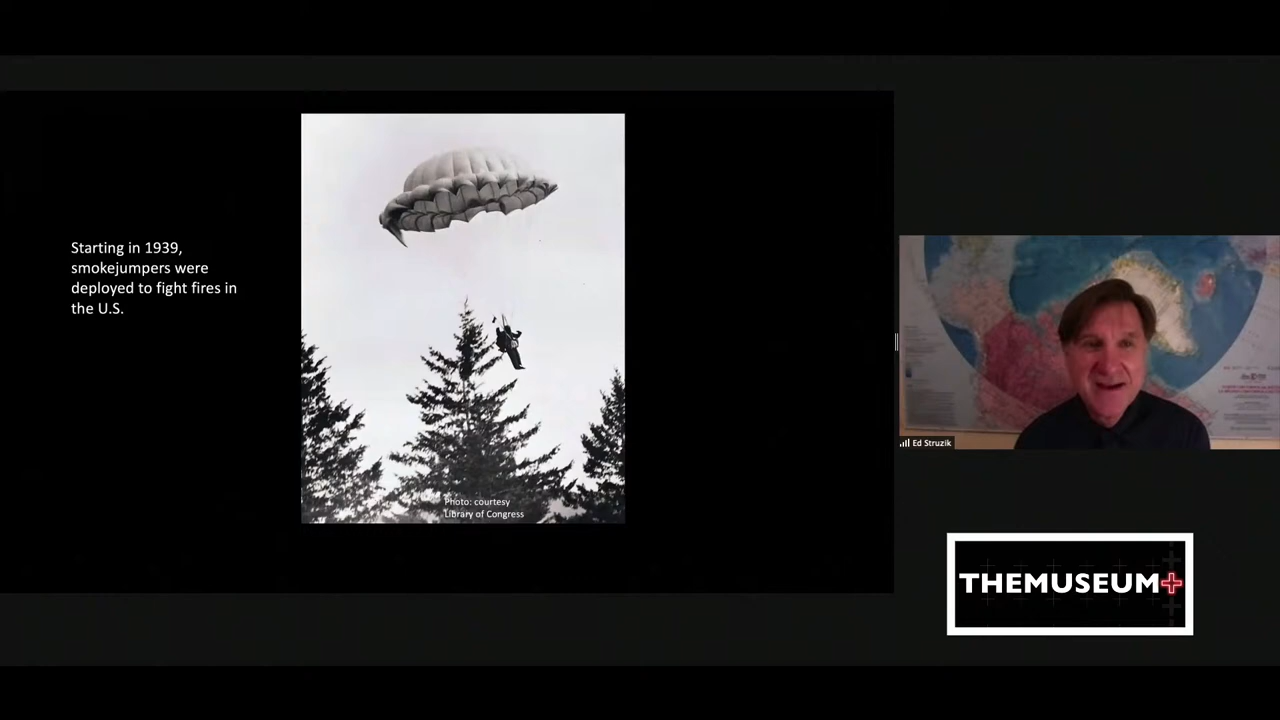 Starting in 1939,
smokejumpers were
deployed to fight fires in
the U.S.
Photo: courtesy
Library of Congress
Ed Struzik
THEMUSEUM+